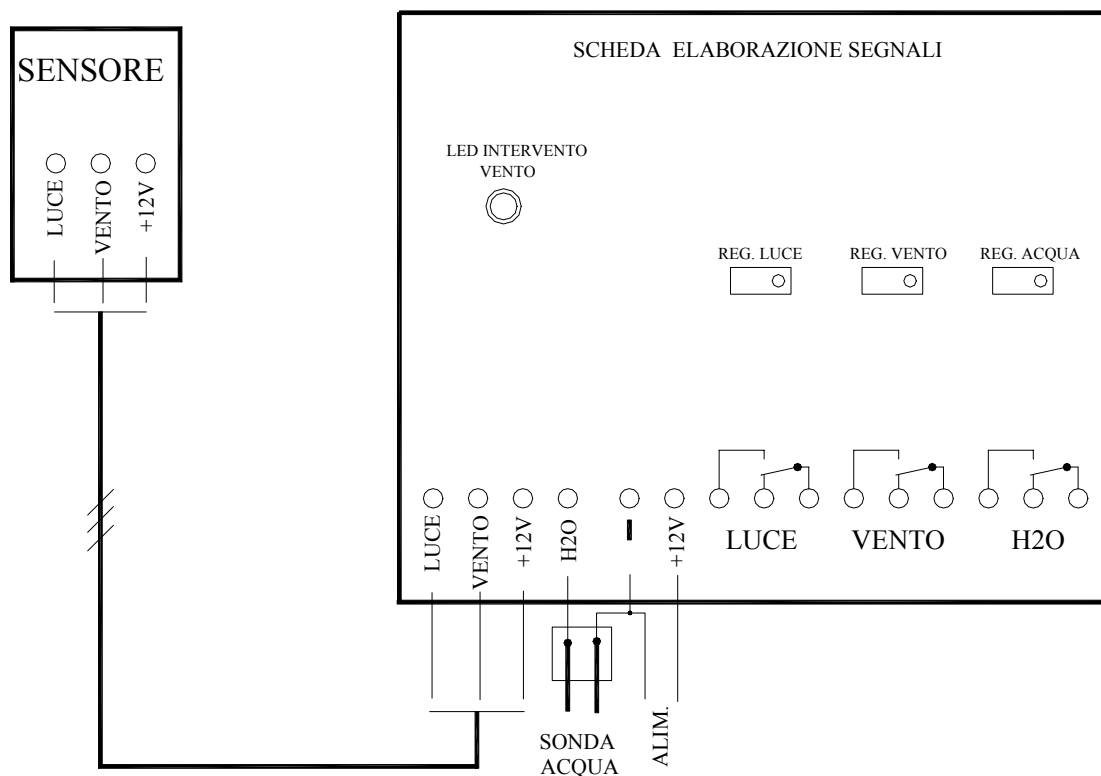 SCHEDA ELABORAZIONE SEGNALI
SENSORE
LUCE
VENTO
+12V
LED INTERVENTO
VENTO
REG. LUCE
REG. VENTO
REG. ACQUA
LUCE
VENTO
+12V
H2O
+12V
LUCE
VENTO
H2O
SONDA
ACQUA
ALIM.